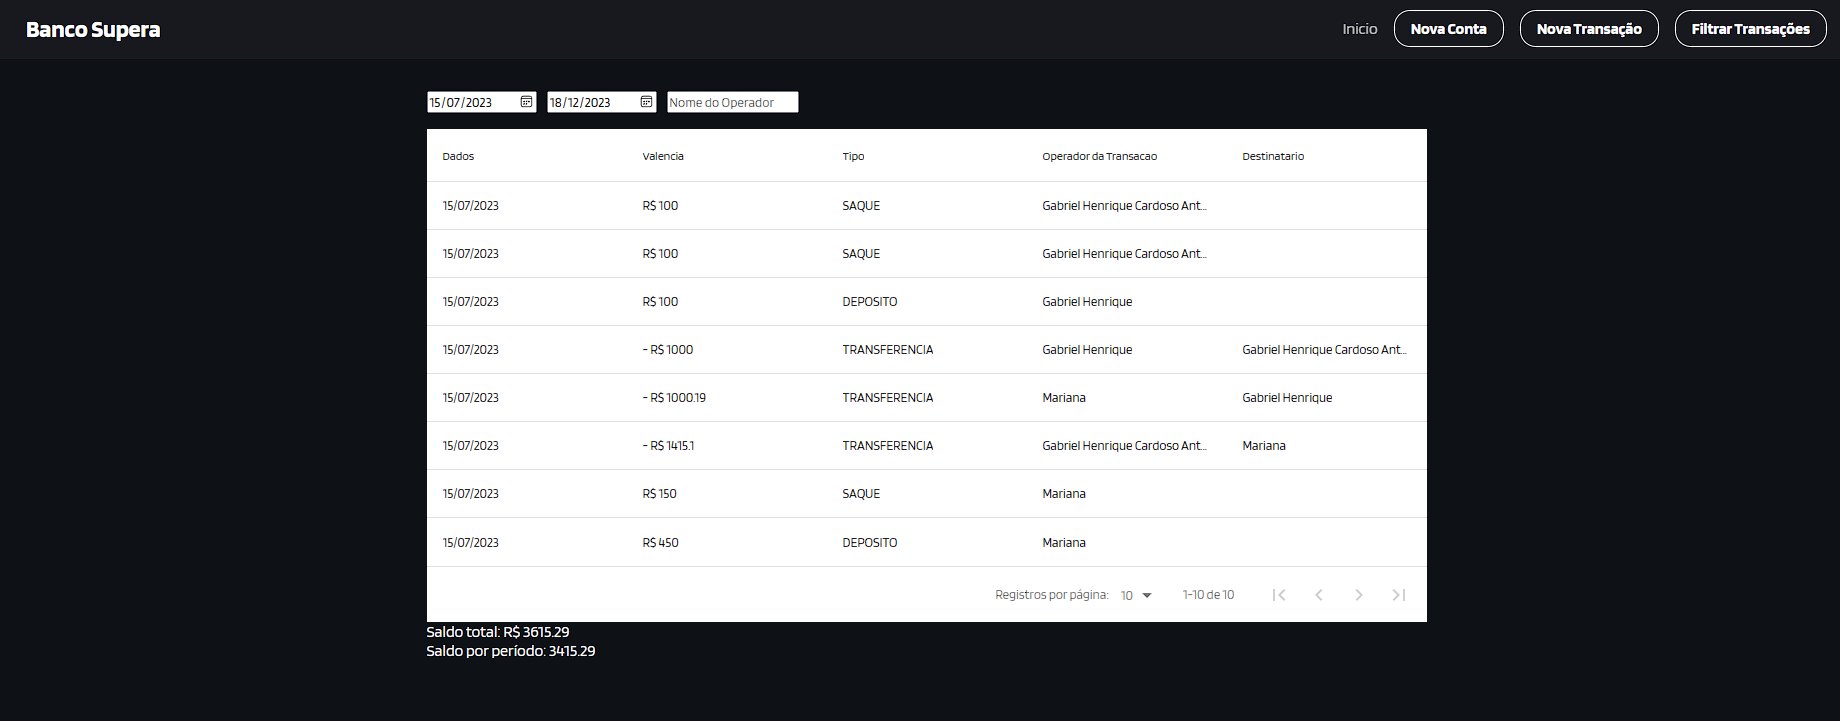 Banco Supera Inicio Nova Conta Nova Transação Filtrar Transações
15/07/2023 18/12/2023 Nome do Operador
Dados Valencia Tipo Operador da Transacao Destinatario
15/07/2023 R$ 100 SAQUE Gabriel Henrique Cardoso Ant...
15/07/2023 R$ 100 SAQUE Gabriel Henrique Cardoso Ant...
15/07/2023 R$ 100 DEPOSITO Gabriel Henrique
15/07/2023 - R$ 1000 TRANSFERENCIA Gabriel Henrique Gabriel Henrique Cardoso Ant...
15/07/2023 - R$ 1000.19 TRANSFERENCIA Mariana Gabriel Henrique
15/07/2023 - R$ 1415.1 TRANSFERENCIA Gabriel Henrique Cardoso Ant... Mariana
15/07/2023 R$ 150 SAQUE Mariana
15/07/2023 R$ 450 DEPOSITO Mariana
Registros por página: 10 1-10 de 10
Saldo total: R$ 3615.29
Saldo por período: 3415.29